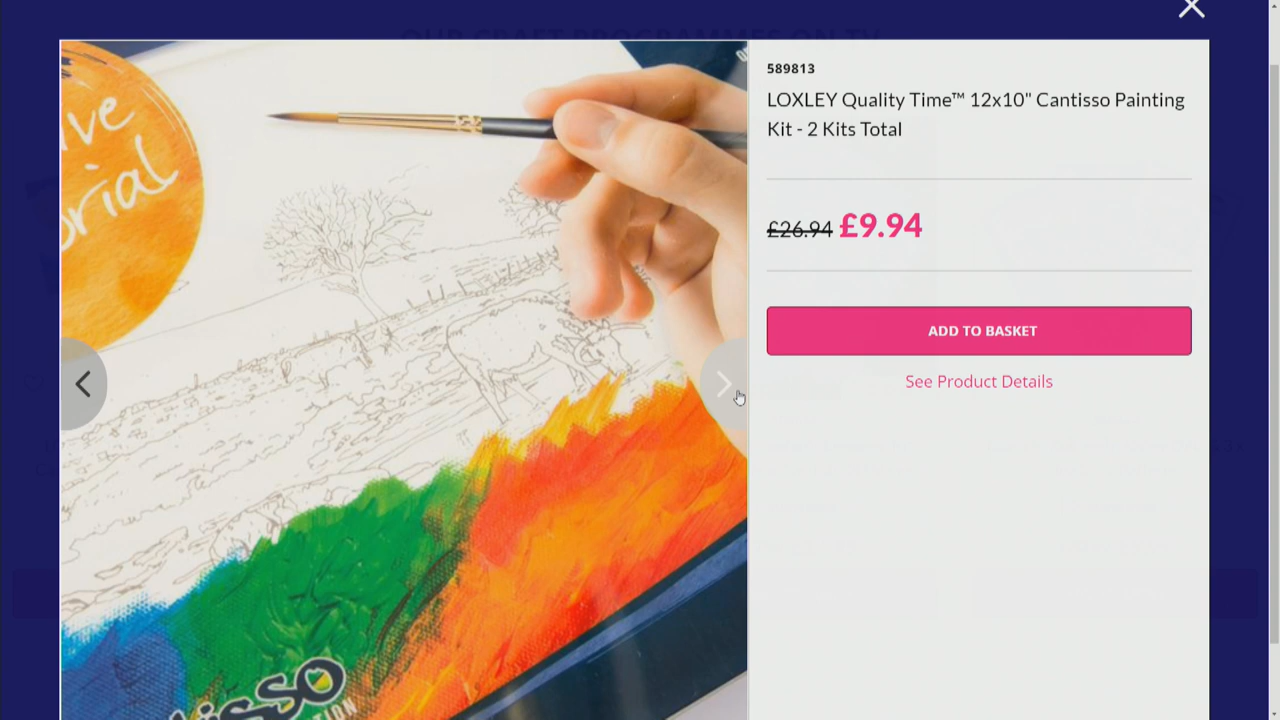 589813
LOXLEY Quality Time™ 12x10" Cantisso Painting
Kit - 2 Kits Total
£26.94 £9.94
ADD TO BASKET
See Product Details